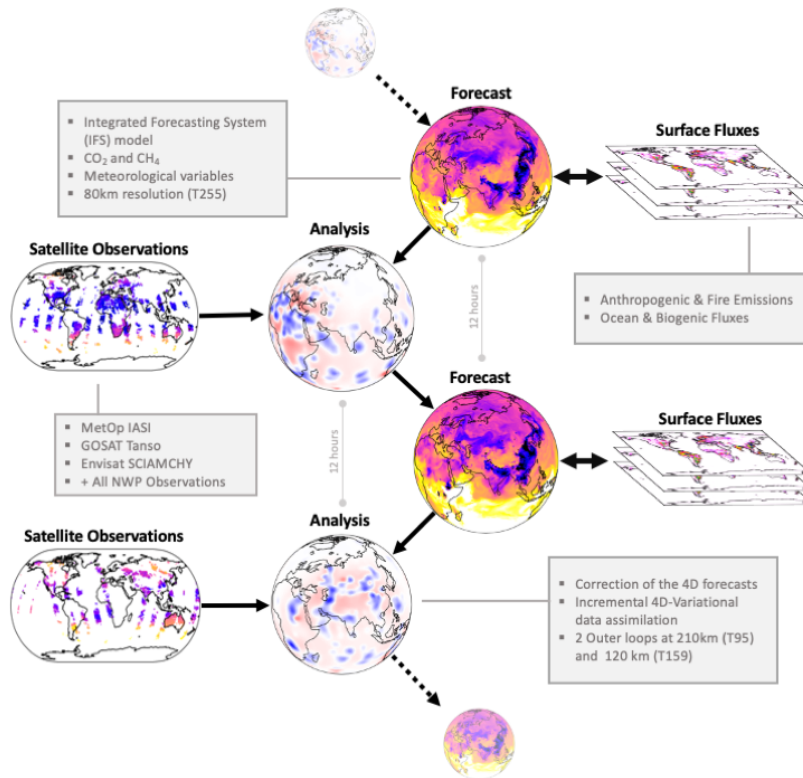 Forecast
Integrated Forecasting System
(IFS) model
CO₂ and CH₄
Meteorological variables
80km resolution (T255)
Surface Fluxes
Analysis
Satellite Observations
12 hours
Anthropogenic & Fire Emissions
Ocean & Biogenic Fluxes
Forecast
Surface Fluxes
MetOp IASI
GOSAT Tanso
Envisat SCIAMCHY
+ All NWP Observations
12 hours
Analysis
Satellite Observations
Correction of the 4D forecasts
Incremental 4D-Variational
data assimilation
2 Outer loops at 210km (T95)
and 120 km (T159)